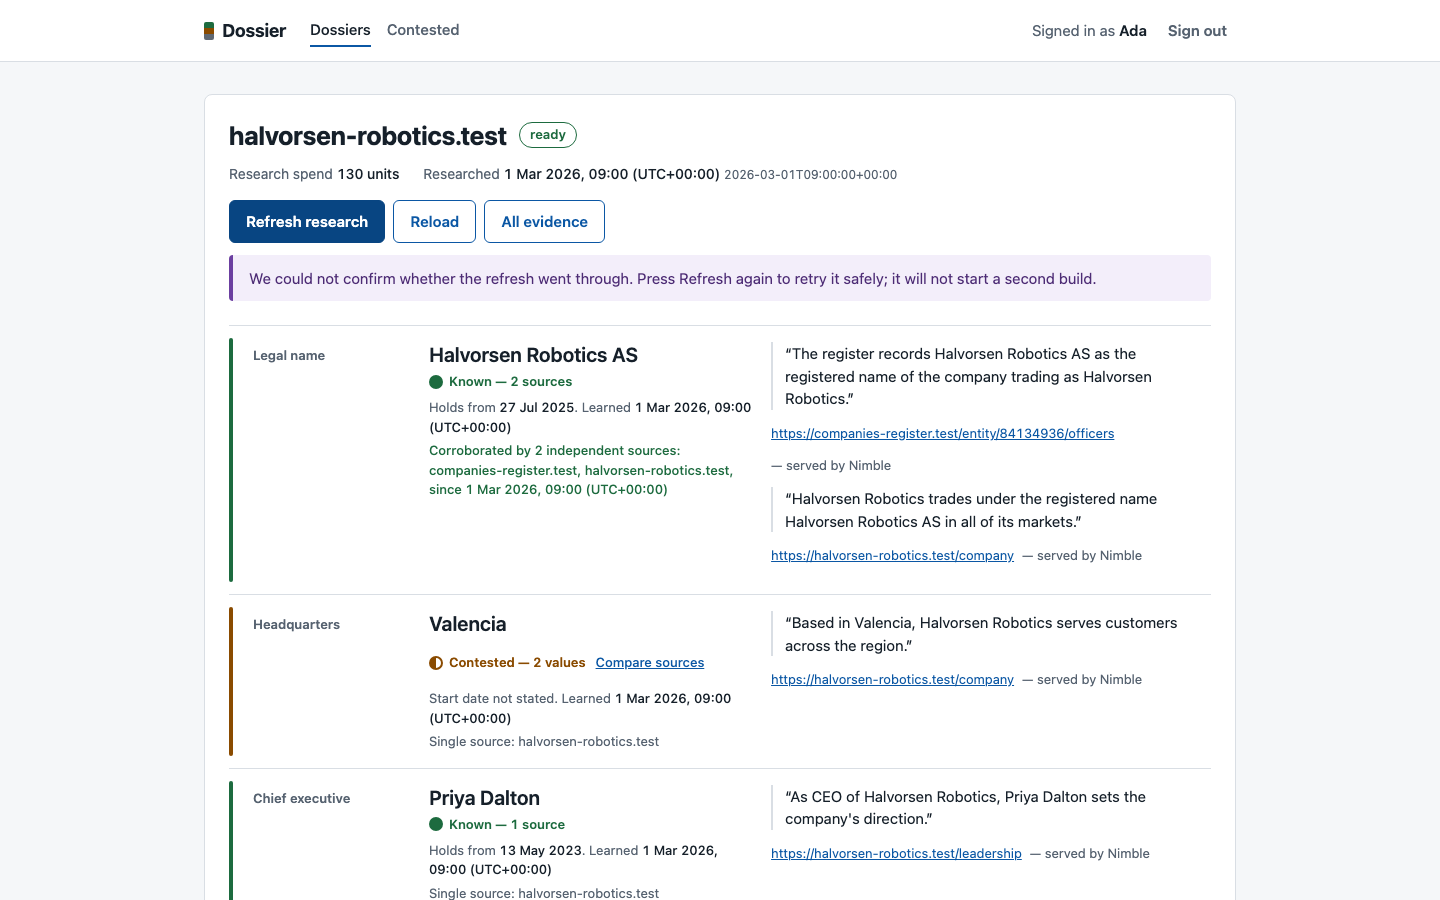 Dossier
Dossiers
Contested
Signed in as Ada
Sign out
halvorsen-robotics.test
ready
Research spend 130 units
Researched 1 Mar 2026, 09:00 (UTC+00:00) 2026-03-01T09:00:00+00:00
Refresh research
Reload
All evidence
We could not confirm whether the refresh went through. Press Refresh again to retry it safely; it will not start a second build.
Legal name
Halvorsen Robotics AS
Known — 2 sources
Holds from 27 Jul 2025. Learned 1 Mar 2026, 09:00
(UTC+00:00)
Corroborated by 2 independent sources:
companies-register.test, halvorsen-robotics.test,
since 1 Mar 2026, 09:00 (UTC+00:00)
“The register records Halvorsen Robotics AS as the
registered name of the company trading as Halvorsen
Robotics.”
https://companies-register.test/entity/84134936/officers
— served by Nimble
“Halvorsen Robotics trades under the registered name
Halvorsen Robotics AS in all of its markets.”
https://halvorsen-robotics.test/company — served by Nimble
Headquarters
Valencia
Contested — 2 values Compare sources
Start date not stated. Learned 1 Mar 2026, 09:00
(UTC+00:00)
Single source: halvorsen-robotics.test
“Based in Valencia, Halvorsen Robotics serves customers
across the region.”
https://halvorsen-robotics.test/company — served by Nimble
Chief executive
Priya Dalton
Known — 1 source
Holds from 13 May 2023. Learned 1 Mar 2026,
09:00 (UTC+00:00)
Single source: halvorsen-robotics.test
“As CEO of Halvorsen Robotics, Priya Dalton sets the
company's direction.”
https://halvorsen-robotics.test/leadership — served by Nimble